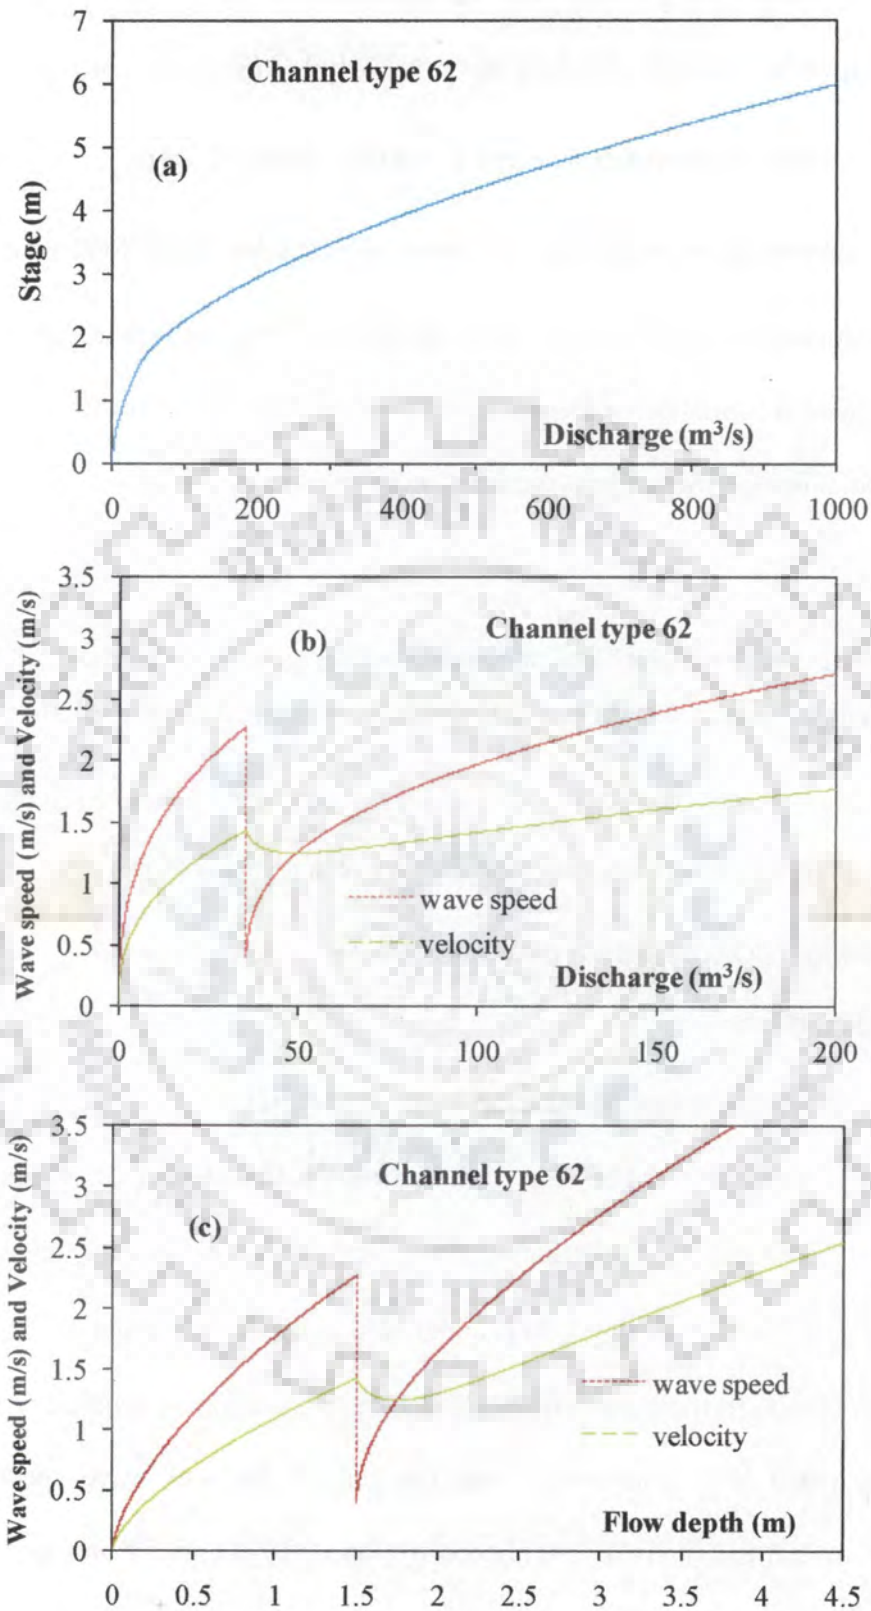 7
Channel type 62
6
5
(a)
4
Stage (m)
3
2
1
Discharge (m³/s)
0
0 200 400 600 800 1000
3.5
(b) Channel type 62
3
2.5
2
1.5
1
wave speed
0.5
velocity
Discharge (m³/s)
0
Wave speed (m/s) and Velocity (m/s)
0 50 100 150 200
3.5
Channel type 62
3
(c)
2.5
2
1.5
wave speed
1
velocity
0.5
Flow depth (m)
0
Wave speed (m/s) and Velocity (m/s)
0 0.5 1 1.5 2 2.5 3 3.5 4 4.5
OF TECHNOLOGY